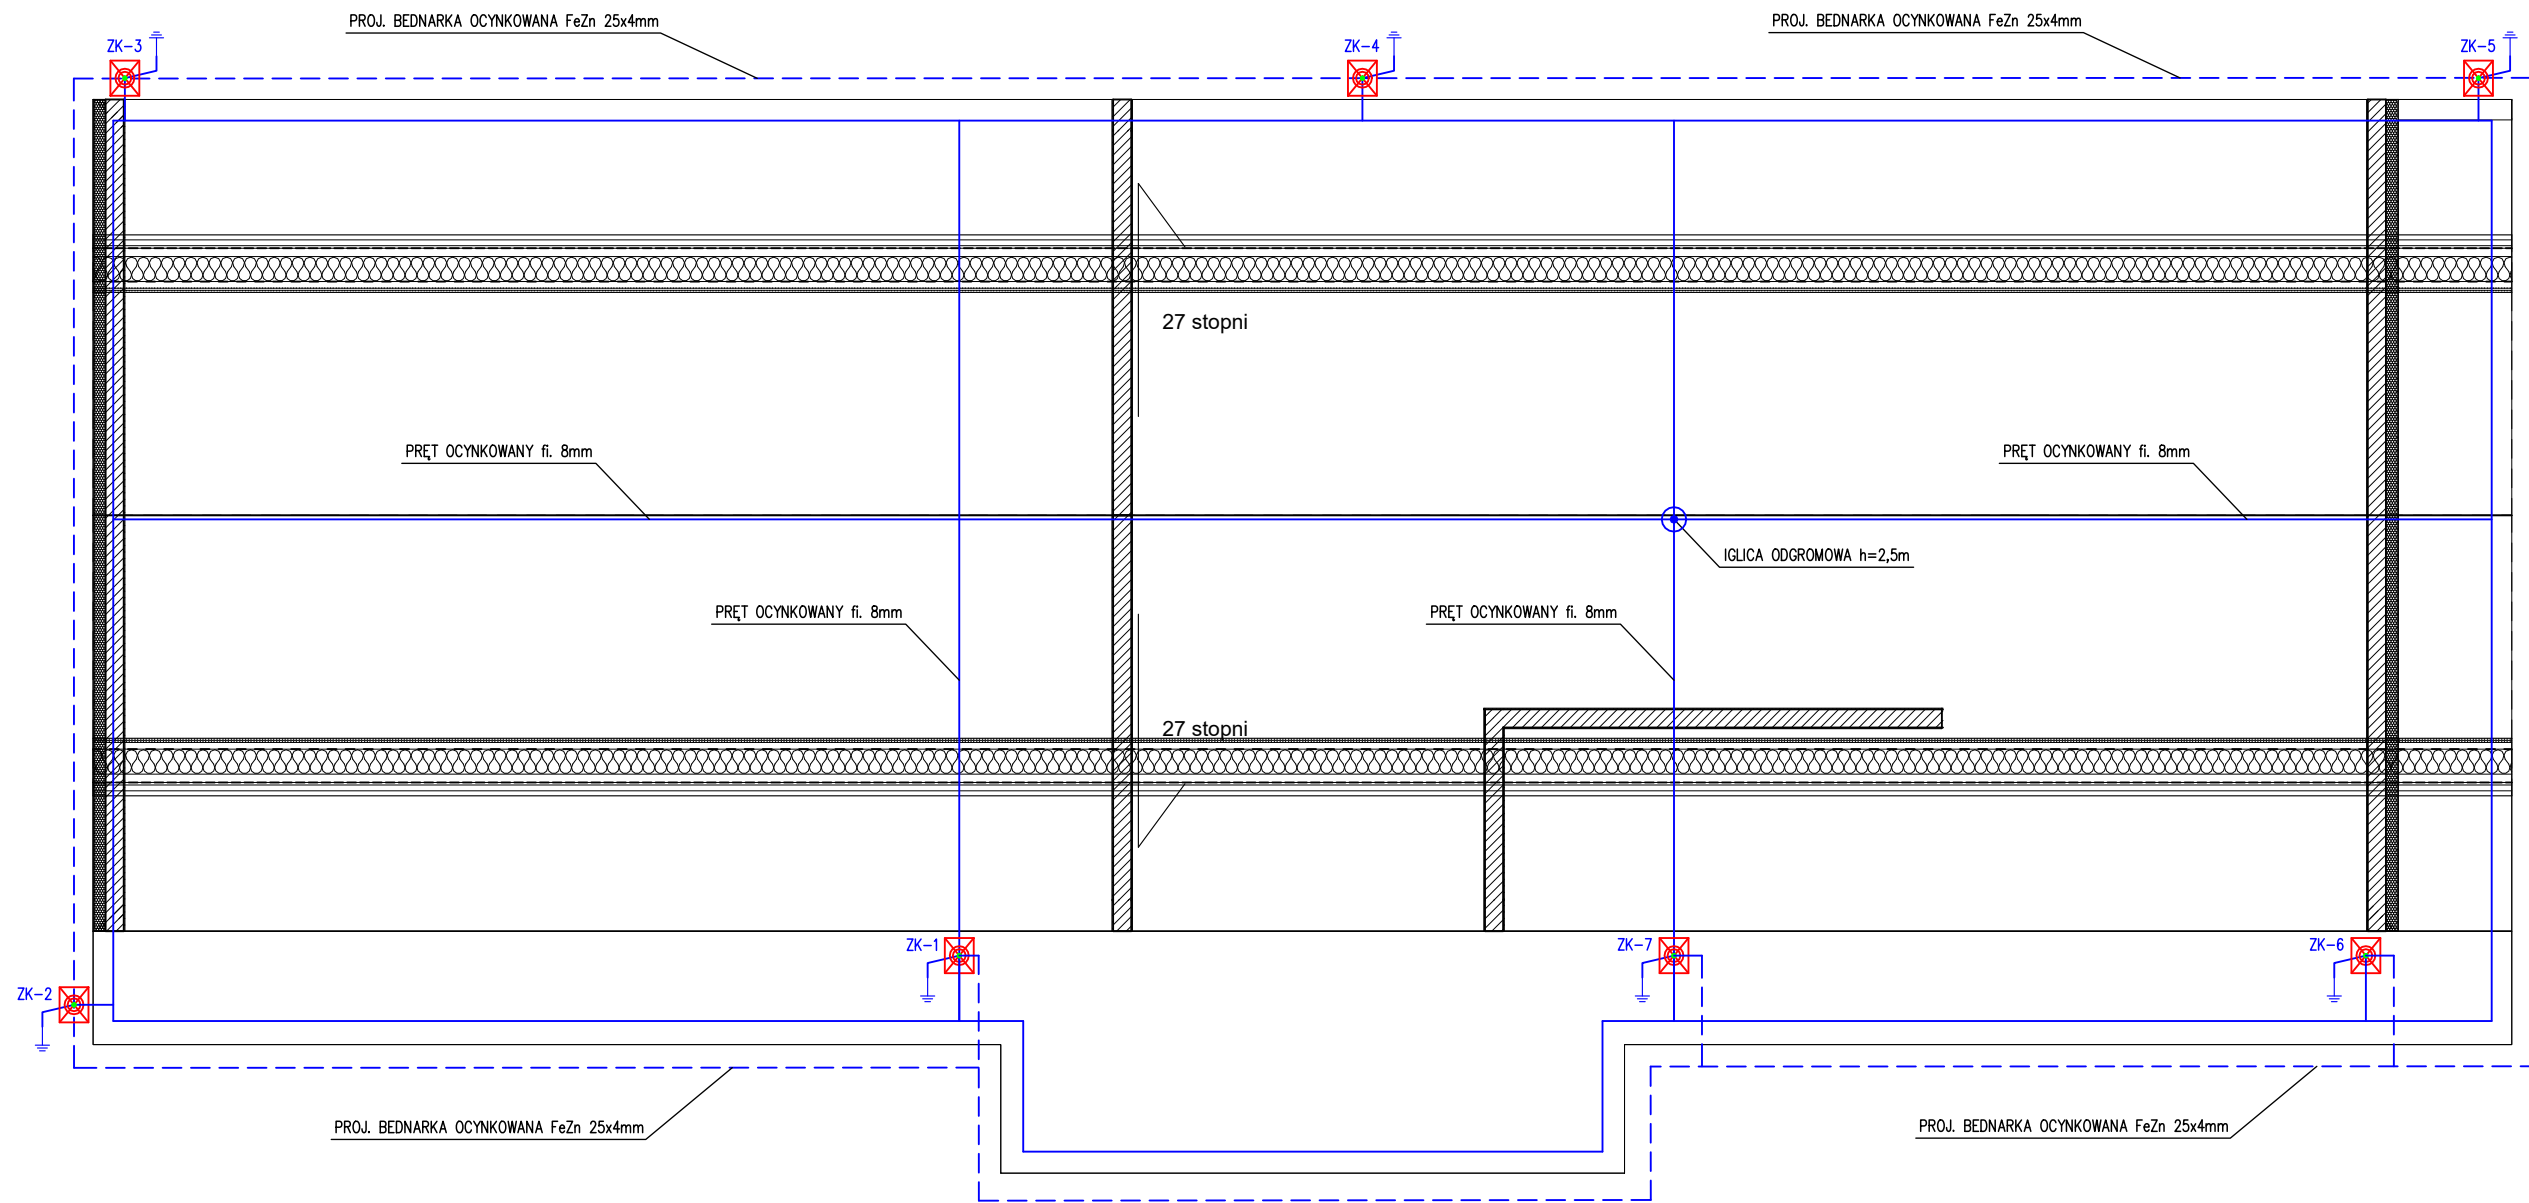 PROJ. BEDNARKA OCYNKOWANA FeZn 25x4mm
PROJ. BEDNARKA OCYNKOWANA FeZn 25x4mm
ZK-3
ZK-4
ZK-5
27 stopni
PRĘT OCYNKOWANY fi. 8mm
PRĘT OCYNKOWANY fi. 8mm
IGLICA ODGROMOWA h=2,5m
PRĘT OCYNKOWANY fi. 8mm
PRĘT OCYNKOWANY fi. 8mm
27 stopni
ZK-1
ZK-7
ZK-6
ZK-2
PROJ. BEDNARKA OCYNKOWANA FeZn 25x4mm
PROJ. BEDNARKA OCYNKOWANA FeZn 25x4mm